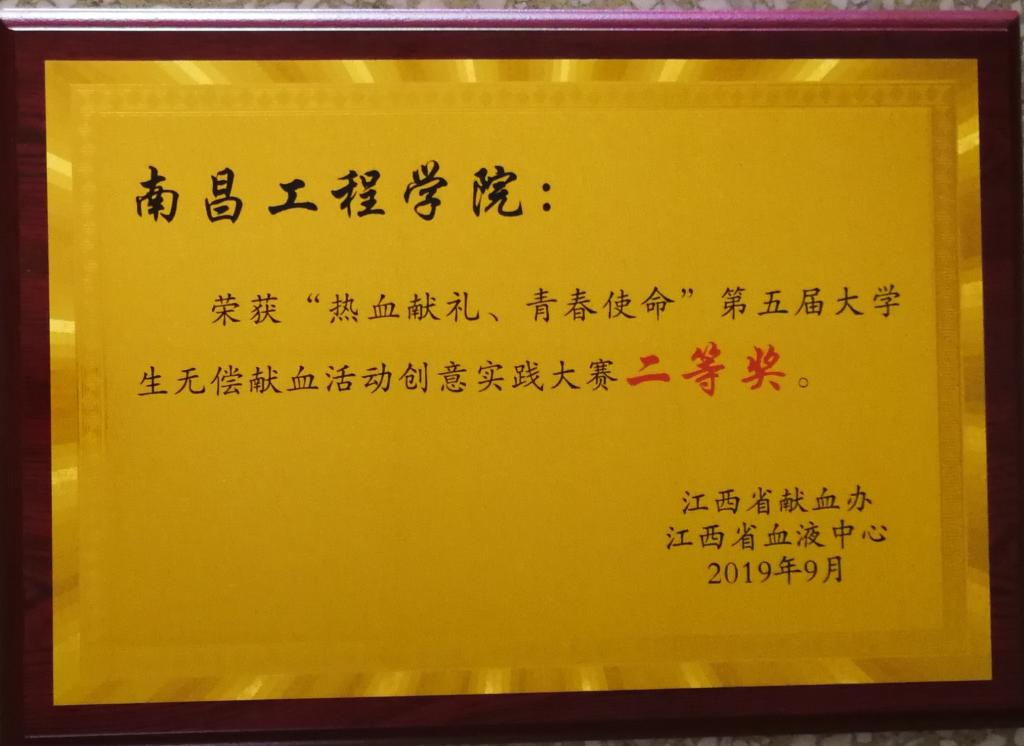 南昌工程学院：
荣获“热血献礼、青春使命”第五届大学
生无偿献血活动创意实践大赛二等奖。
江西省献血办
江西省血液中心
2019年9月